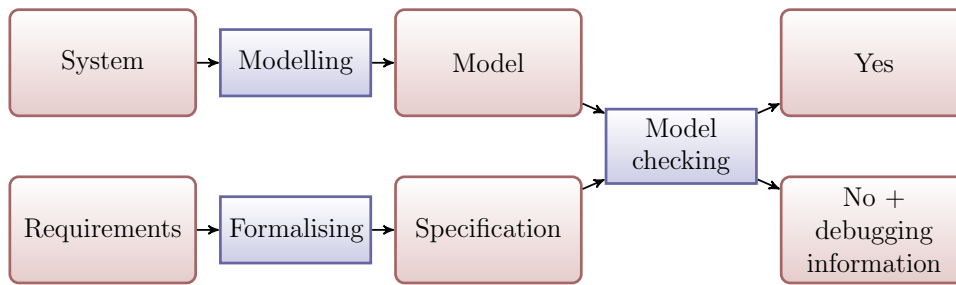 System
Modelling
Model
Yes
Model
checking
Requirements
Formalising
Specification
No +
debugging
information